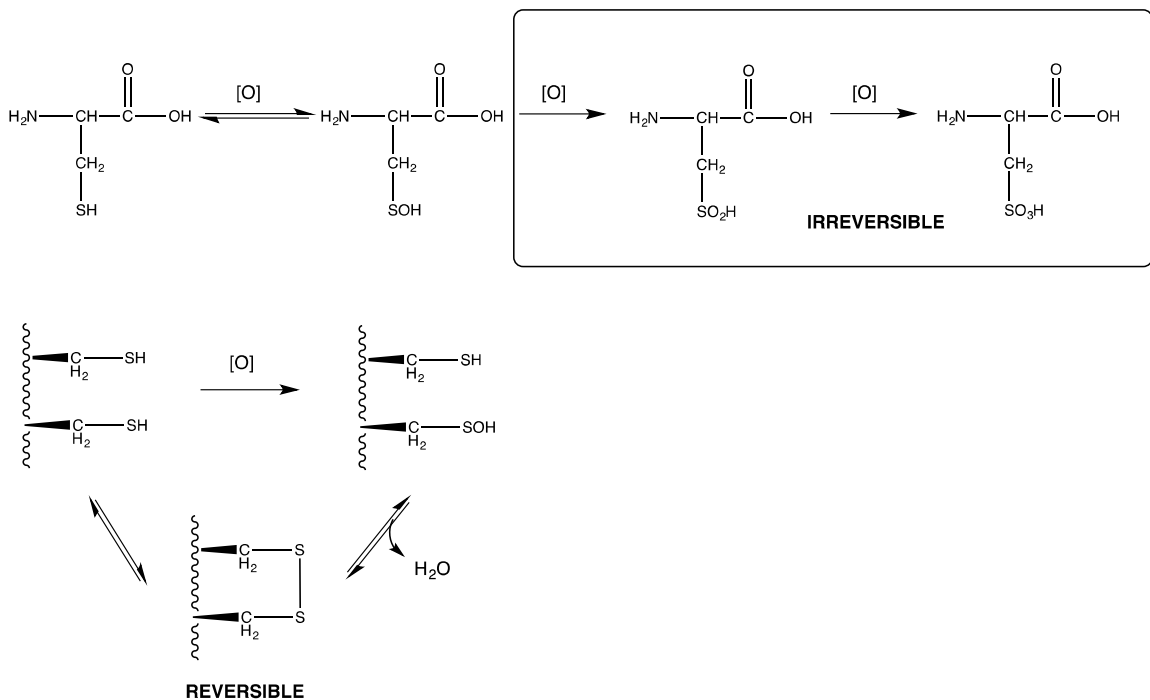 O O O O
[O] [O] [O]
H₂N CH C OH H₂N CH C OH H₂N CH C OH H₂N CH C OH
CH₂ CH₂ CH₂ CH₂
SH SOH SO₂H SO₃H
IRREVERSIBLE
C SH [O] C SH
H₂ H₂
C SH C SOH
H₂ H₂
C S
H₂ H₂O
C S
H₂
REVERSIBLE